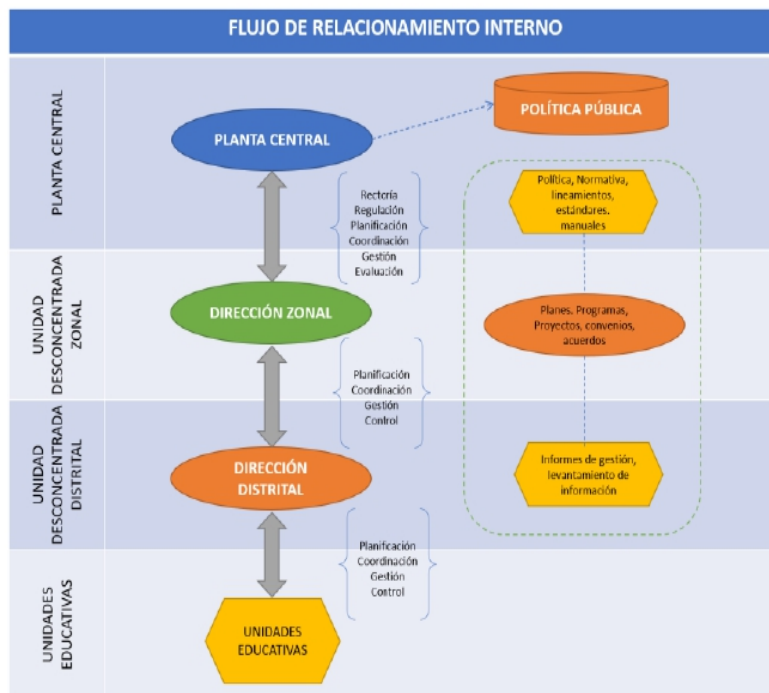 FLUJO DE RELACIONAMIENTO INTERNO
PLANTA CENTRAL
PLANTA CENTRAL
POLÍTICA PÚBLICA
Rectoría
Regulación
Planificación
Coordinación
Gestión
Evaluación
Política, Normativa,
lineamientos,
estándares.
manuales
UNIDAD
DESCONCENTRADA
ZONAL
DIRECCIÓN ZONAL
Planes. Programas,
Proyectos, convenios,
acuerdos
Planificación
Coordinación
Gestión
Control
UNIDAD
DESCONCENTRADA
DISTRITAL
DIRECCIÓN
DISTRITAL
Informes de gestión,
levantamiento de
información
Planificación
Coordinación
Gestión
Control
UNIDADES
EDUCATIVAS
UNIDADES
EDUCATIVAS